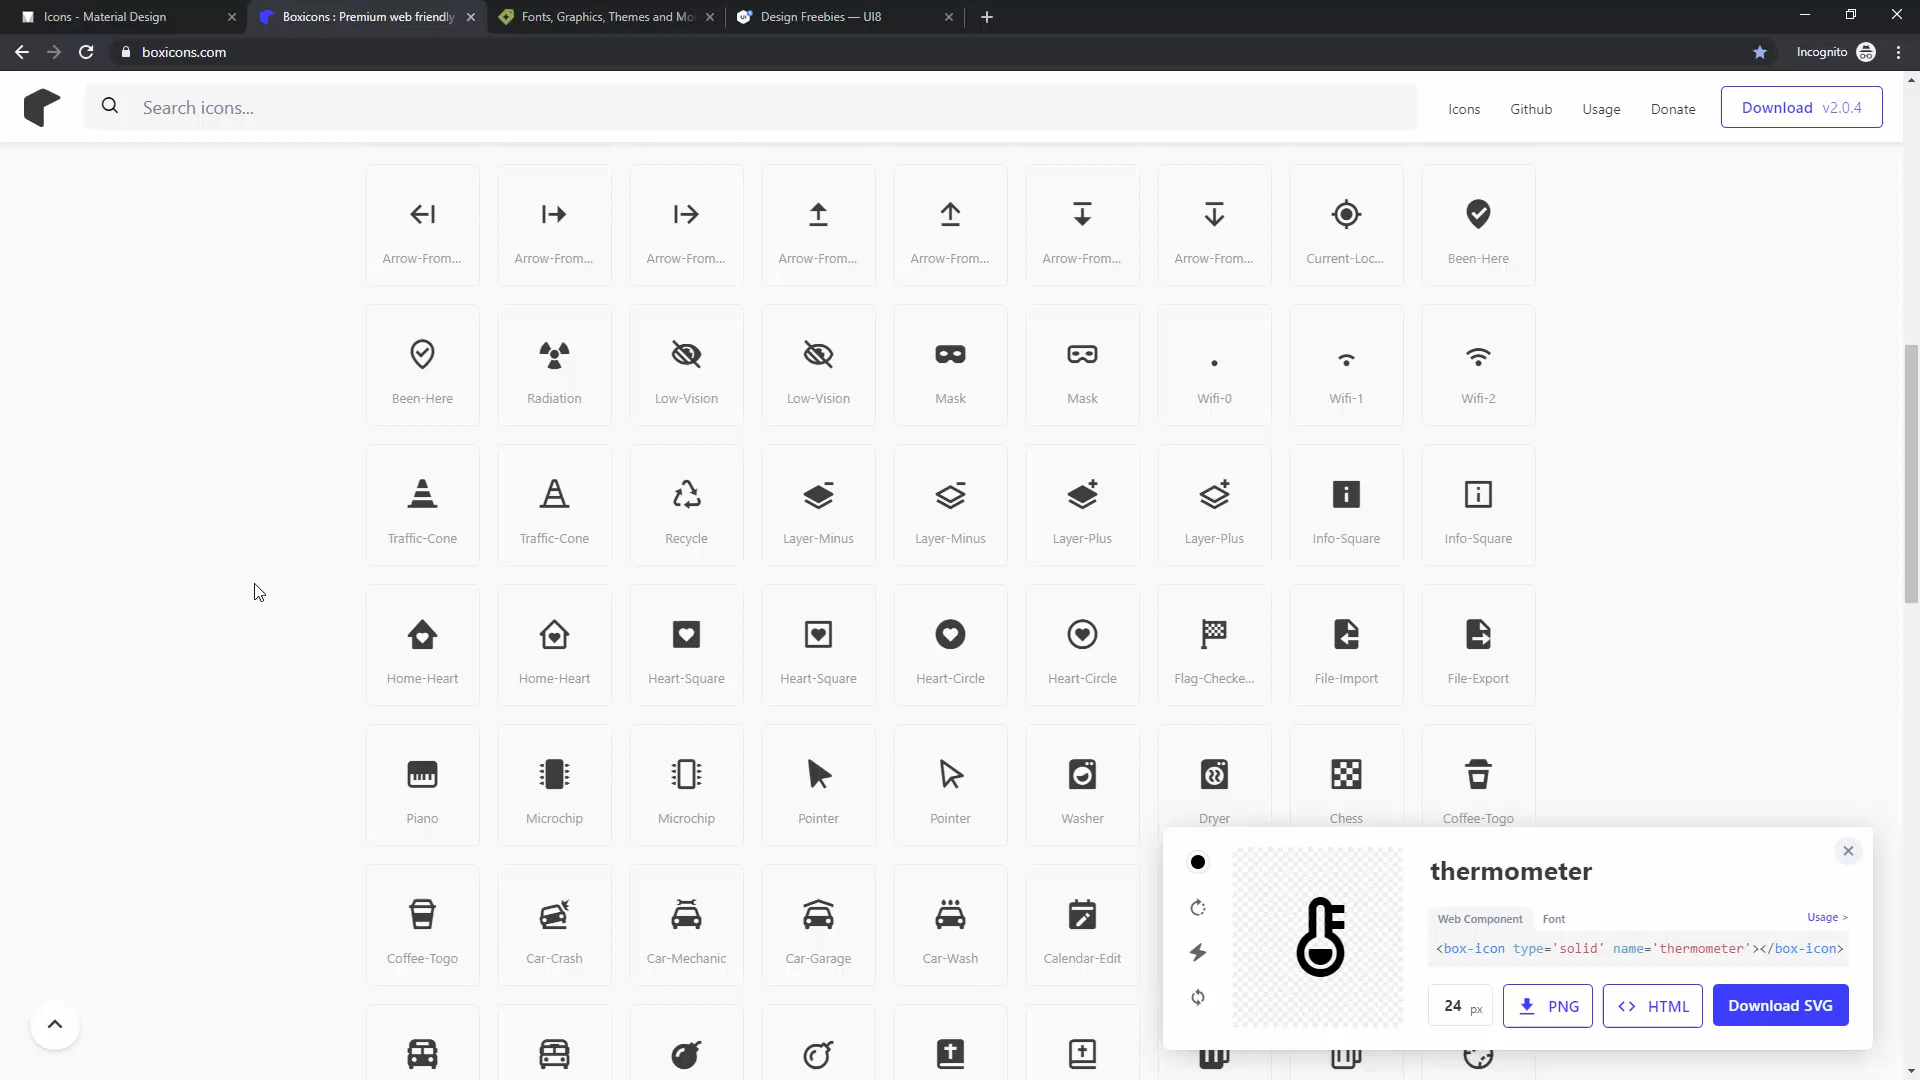 Icons - Material Design
Boxicons : Premium web friendly
Fonts, Graphics, Themes and Mo
Design Freebies — UI8
boxicons.com
Incognito
Search icons...
Icons
Github
Usage
Donate
Download v2.0.4
Arrow-From...
Arrow-From...
Arrow-From...
Arrow-From...
Arrow-From...
Arrow-From...
Arrow-From...
Current-Loc...
Been-Here
Been-Here
Radiation
Low-Vision
Low-Vision
Mask
Mask
Wifi-0
Wifi-1
Wifi-2
Traffic-Cone
Traffic-Cone
Recycle
Layer-Minus
Layer-Minus
Layer-Plus
Layer-Plus
Info-Square
Info-Square
Home-Heart
Home-Heart
Heart-Square
Heart-Square
Heart-Circle
Heart-Circle
Flag-Checke...
File-Import
File-Export
Piano
Microchip
Microchip
Pointer
Pointer
Washer
Dryer
Chess
Coffee-Togo
Coffee-Togo
Car-Crash
Car-Mechanic
Car-Garage
Car-Wash
Calendar-Edit
thermometer
Web Component
Font
Usage >
<box-icon type='solid' name='thermometer'></box-icon>
24 px
PNG
HTML
Download SVG